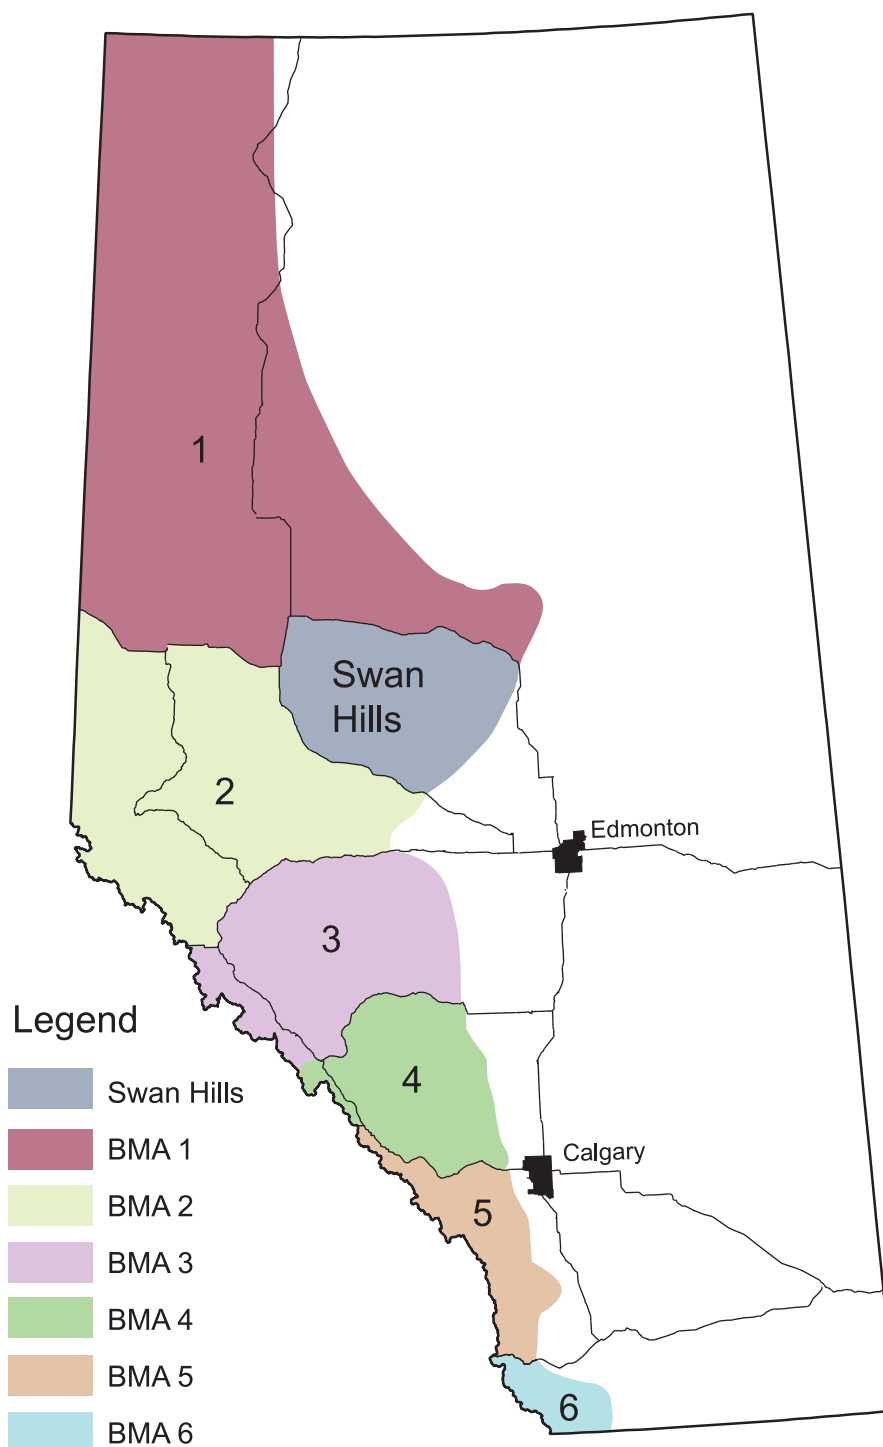 1
Swan
Hills
2
Edmonton
3
Legend
4
Swan Hills
BMA 1
Calgary
BMA 2
5
BMA 3
BMA 4
BMA 5
6
BMA 6